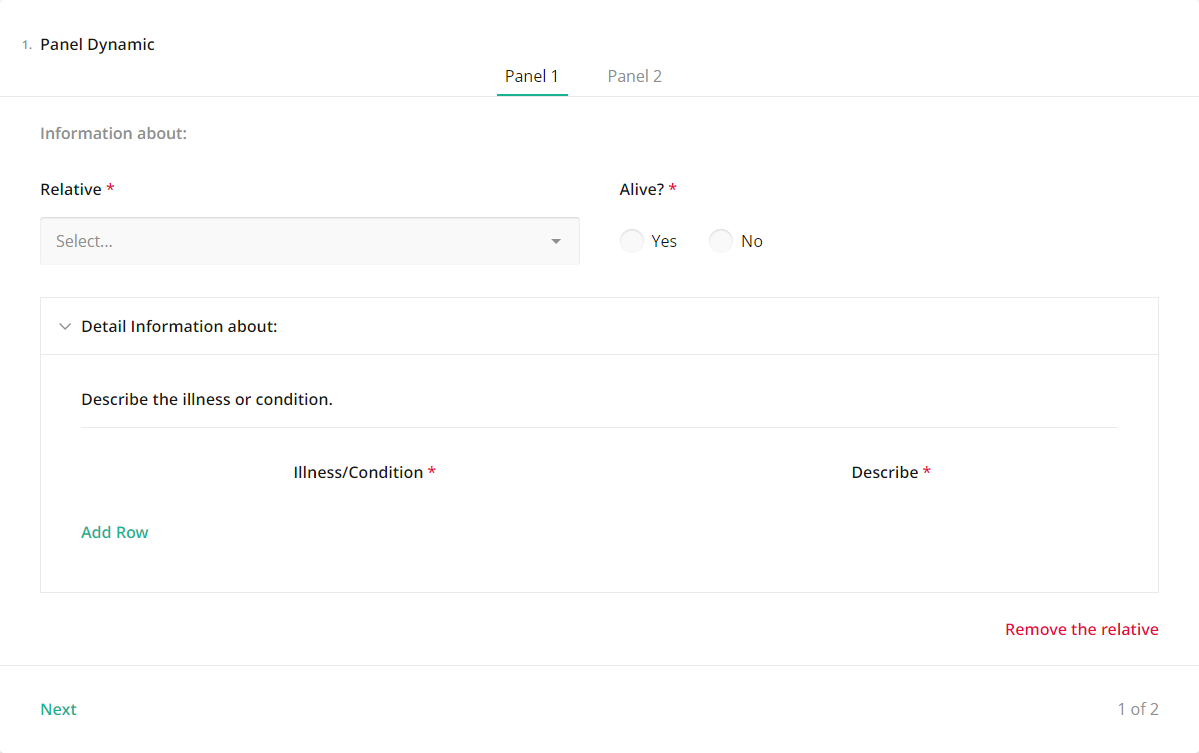 1. Panel Dynamic
Panel 1 Panel 2
Information about:
Relative * Alive? *
Select... Yes No
Detail Information about:
Describe the illness or condition.
Illness/Condition * Describe *
Add Row
Remove the relative
Next 1 of 2